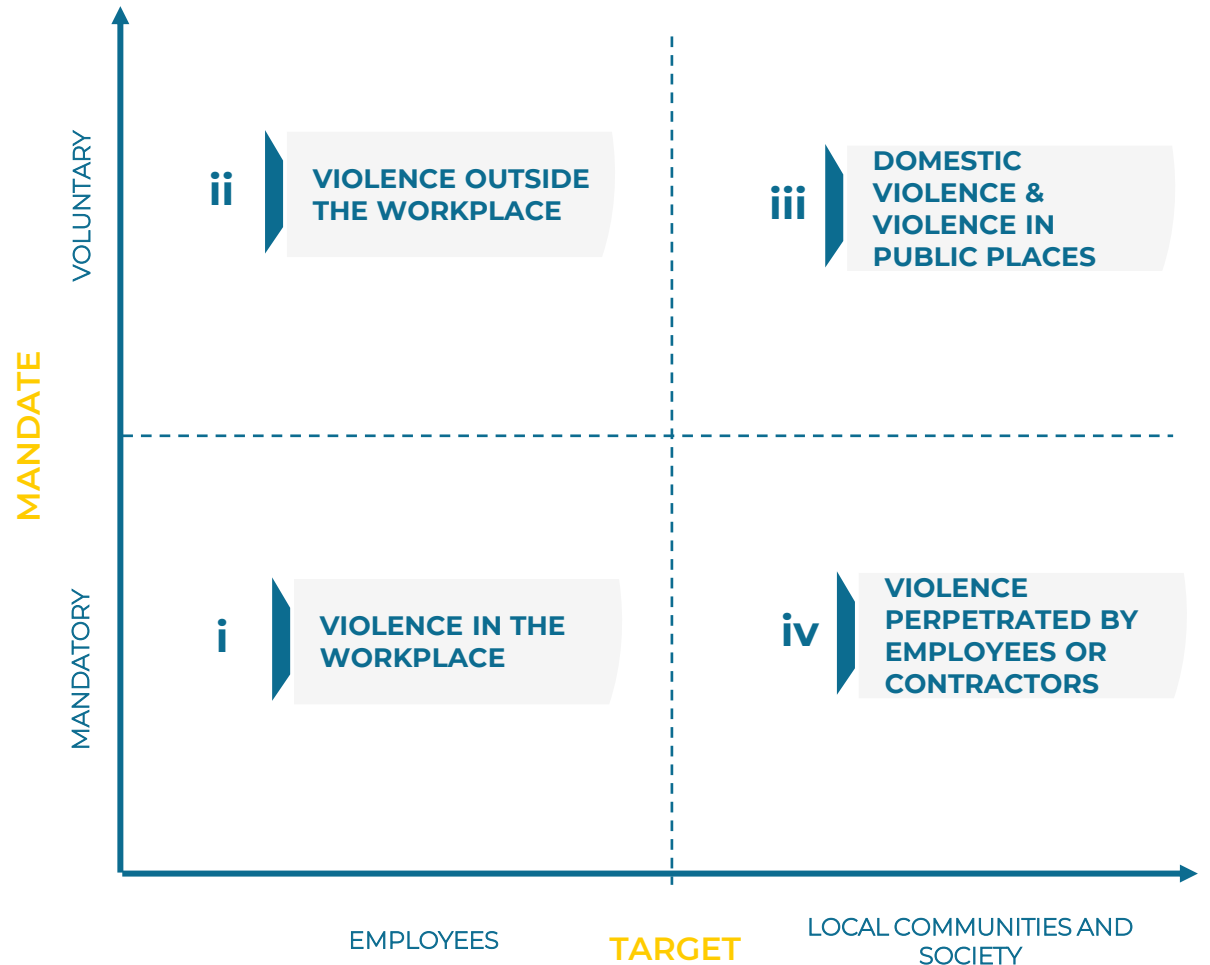 MANDATE
VOLUNTARY
ii
VIOLENCE OUTSIDE
THE WORKPLACE
iii
DOMESTIC
VIOLENCE &
VIOLENCE IN
PUBLIC PLACES
MANDATORY
i
VIOLENCE IN THE
WORKPLACE
iv
VIOLENCE
PERPETRATED BY
EMPLOYEES OR
CONTRACTORS
EMPLOYEES
TARGET
LOCAL COMMUNITIES AND
SOCIETY